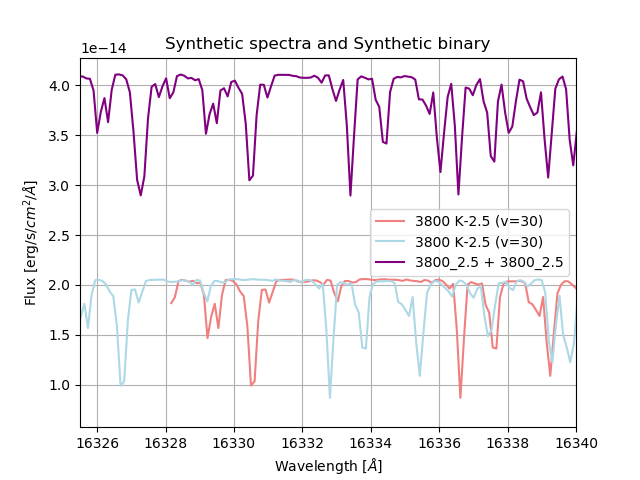 Synthetic spectra and Synthetic binary
1e−14
4.0
3.5
3.0
2.5
2.0
1.5
1.0
Flux [erg/s/cm²/Å]
3800 K-2.5 (v=30)
3800 K-2.5 (v=30)
3800_2.5 + 3800_2.5
16326 16328 16330 16332 16334 16336 16338 16340
Wavelength [Å]